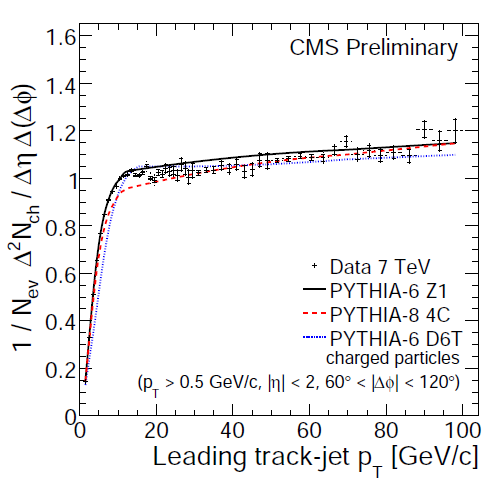 CMS Preliminary
1 / N_ev Δ²N_ch / Δη Δ(Δϕ)
1.6
1.4
1.2
1
0.8
0.6
0.4
0.2
0
Data 7 TeV
PYTHIA-6 Z1
PYTHIA-8 4C
PYTHIA-6 D6T
charged particles
(p_T > 0.5 GeV/c, |η| < 2, 60° < |Δϕ| < 120°)
0 20 40 60 80 100
Leading track-jet p_T [GeV/c]